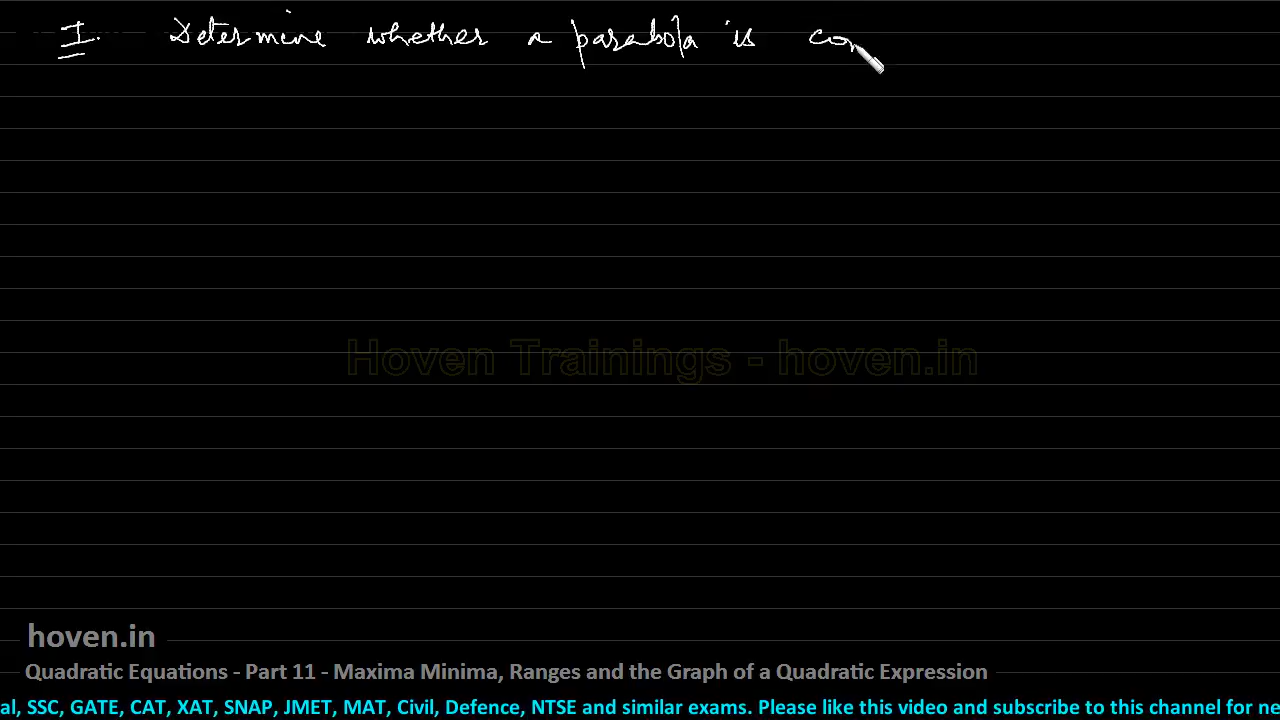 I. Determine whether a parabola is con
Hoven Trainings - hoven.in
hoven.in
Quadratic Equations - Part 11 - Maxima Minima, Ranges and the Graph of a Quadratic Expression
al, SSC, GATE, CAT, XAT, SNAP, JMET, MAT, Civil, Defence, NTSE and similar exams. Please like this video and subscribe to this channel for ne